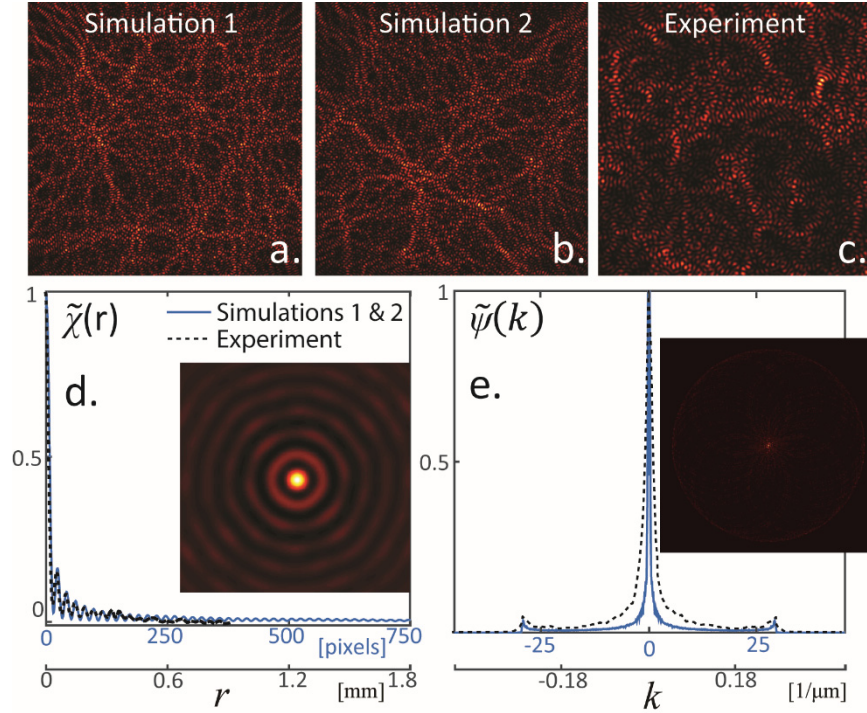 Simulation 1
Simulation 2
Experiment
a.
b.
c.
1
χ̃(r)
Simulations 1 & 2
Experiment
d.
0.5
0
0
250
500
750
[pixels]
0
0.6
1.2
1.8
r
[mm]
1
ψ̃(k)
e.
0.5
-25
0
25
-0.18
0.18
k
[1/µm]